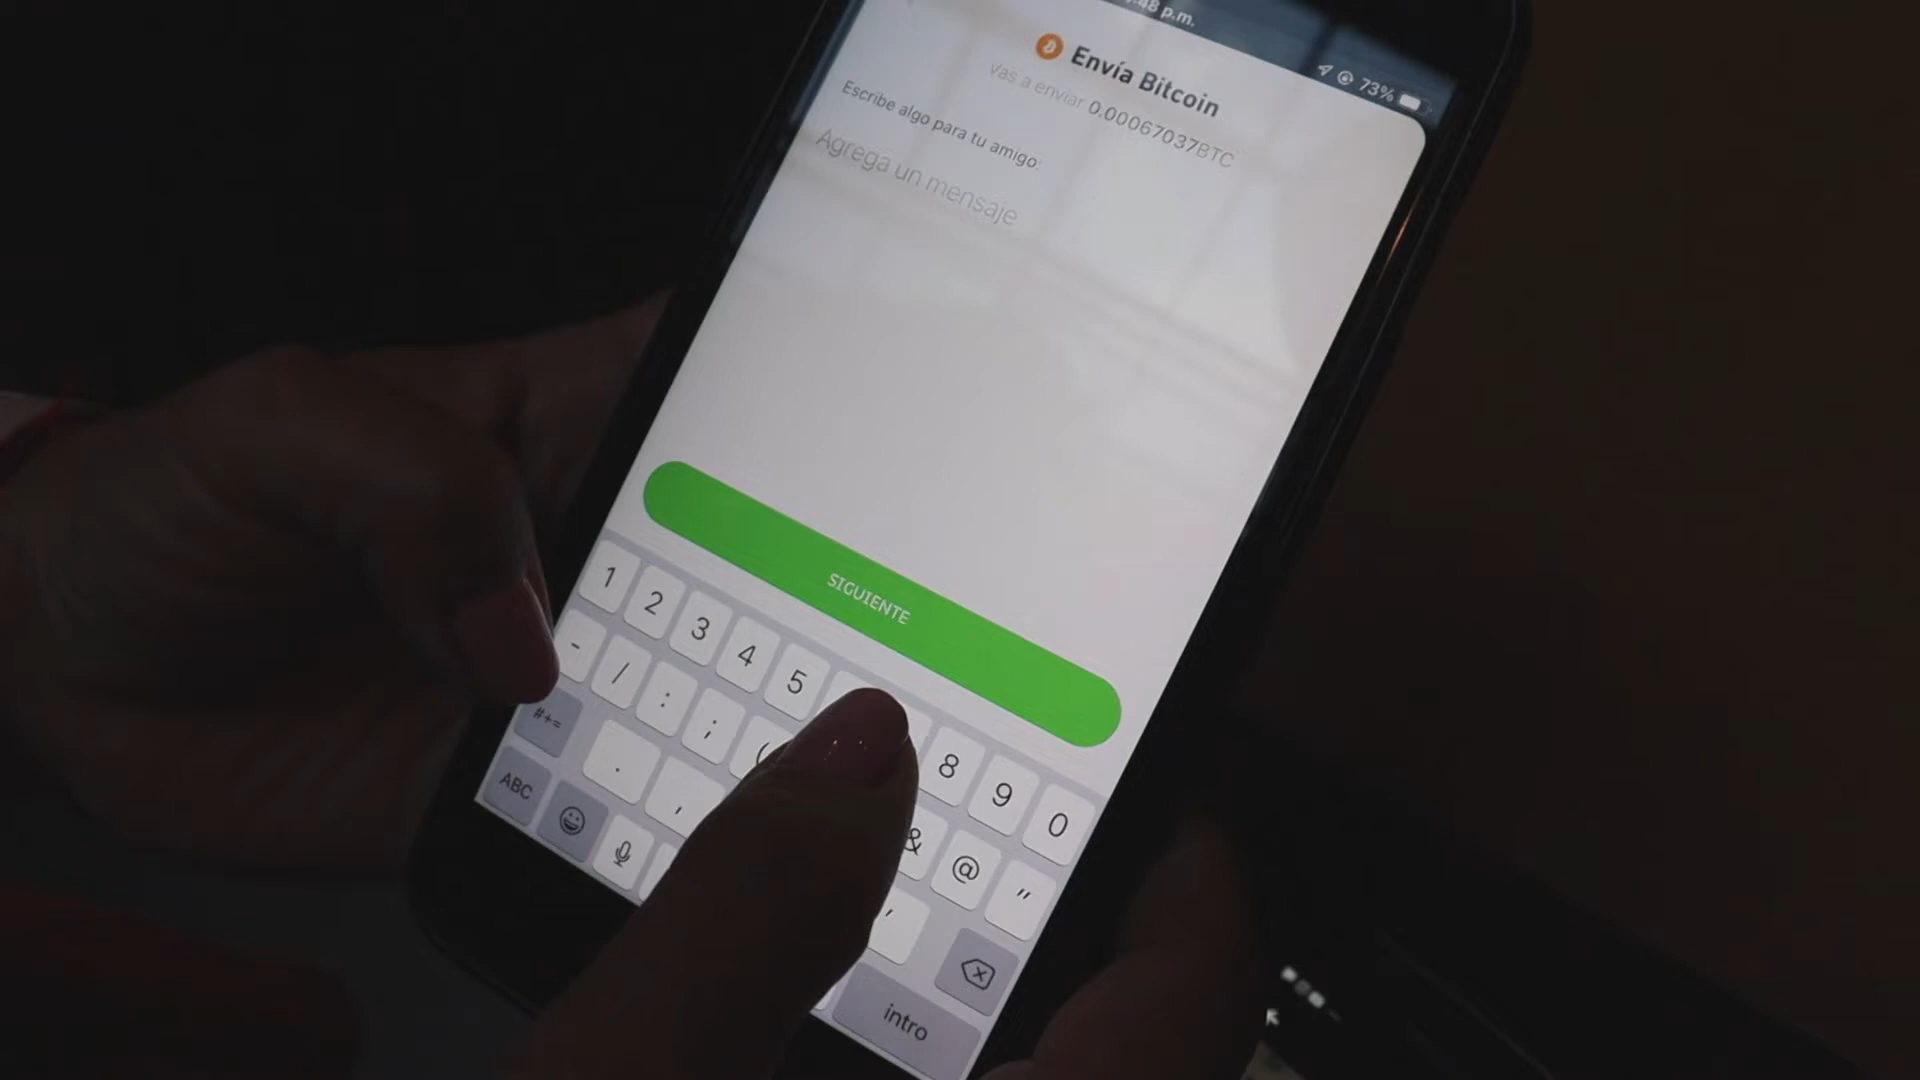 :48 p.m.
73%
Envía Bitcoin
Vas a enviar 0.00067037BTC
Escribe algo para tu amigo:
Agrega un mensaje
SIGUIENTE
1 2 3 4 5 8 9 0
- / : ; ( & @ "
#+= . , '
ABC intro